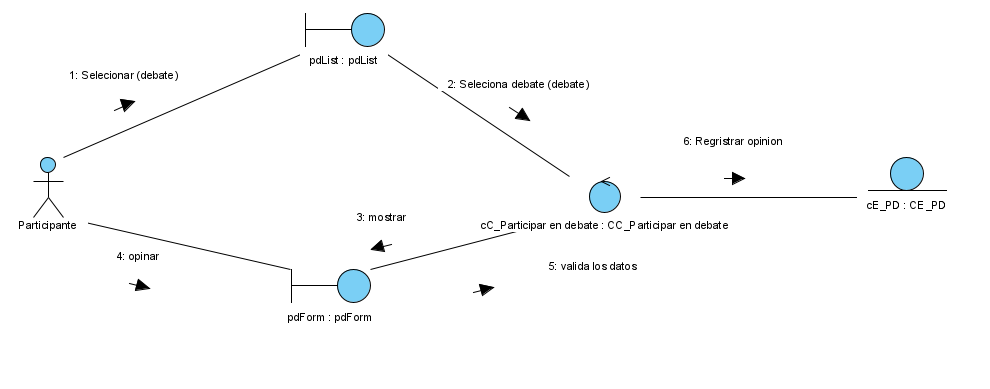 pdList : pdList
1: Selecionar (debate)
2: Seleciona debate (debate)
6: Regristrar opinion
cE_PD : CE_PD
Participante
3: mostrar
cC_Participar en debate : CC_Participar en debate
4: opinar
5: valida los datos
pdForm : pdForm